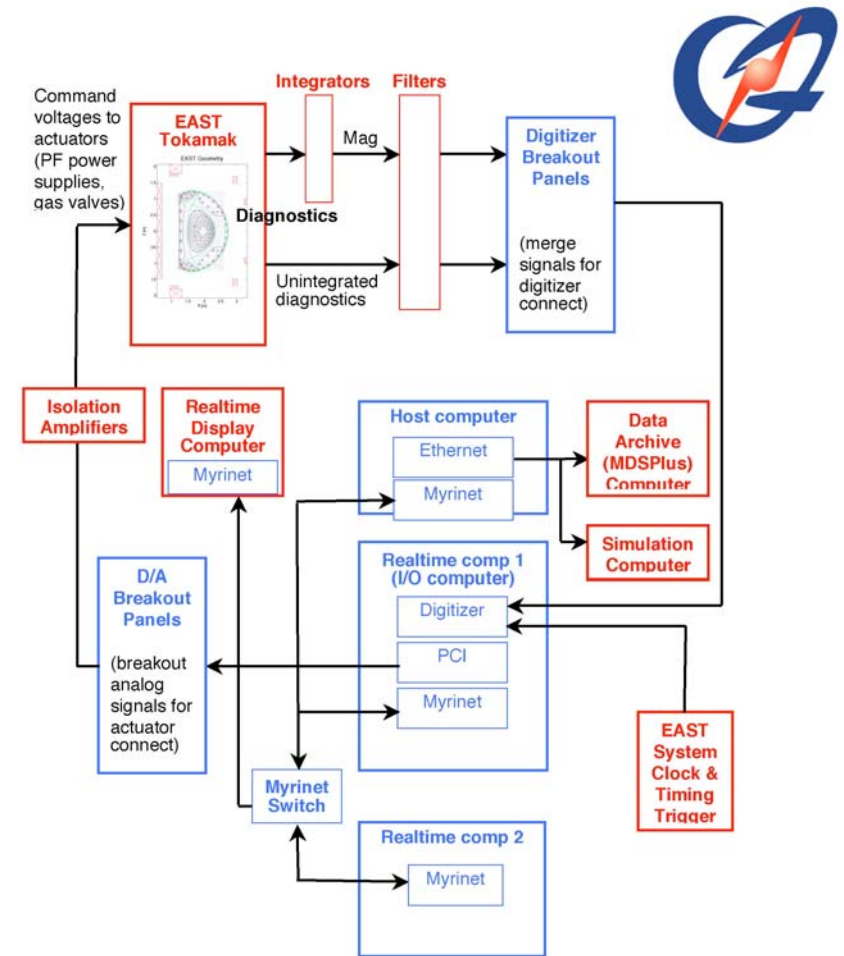 Command
voltages to
actuators
(PF power
supplies,
gas valves)
EAST
Tokamak
EAST Geometry
Diagnostics
Integrators
Mag
Filters
Unintegrated
diagnostics
Digitizer
Breakout
Panels
(merge
signals for
digitizer
connect)
Isolation
Amplifiers
Realtime
Display
Computer
Myrinet
Host computer
Ethernet
Myrinet
Data
Archive
(MDSPlus)
Computer
Simulation
Computer
D/A
Breakout
Panels
(breakout
analog
signals for
actuator
connect)
Realtime comp 1
(I/O computer)
Digitizer
PCI
Myrinet
Myrinet
Switch
EAST
System
Clock &
Timing
Trigger
Realtime comp 2
Myrinet